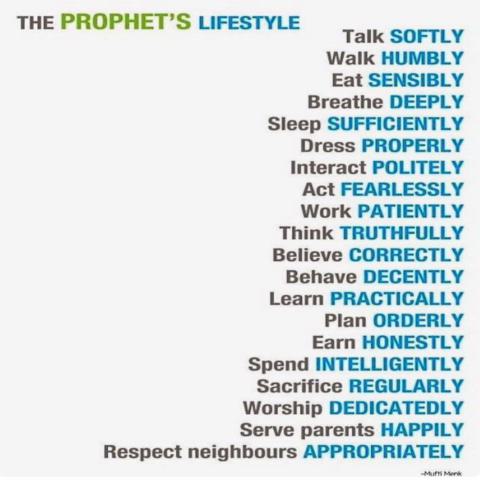 THE PROPHET'S LIFESTYLE
Talk SOFTLY
Walk HUMBLY
Eat SENSIBLY
Breathe DEEPLY
Sleep SUFFICIENTLY
Dress PROPERLY
Interact POLITELY
Act FEARLESSLY
Work PATIENTLY
Think TRUTHFULLY
Believe CORRECTLY
Behave DECENTLY
Learn PRACTICALLY
Plan ORDERLY
Earn HONESTLY
Spend INTELLIGENTLY
Sacrifice REGULARLY
Worship DEDICATEDLY
Serve parents HAPPILY
Respect neighbours APPROPRIATELY
-Mufti Menk